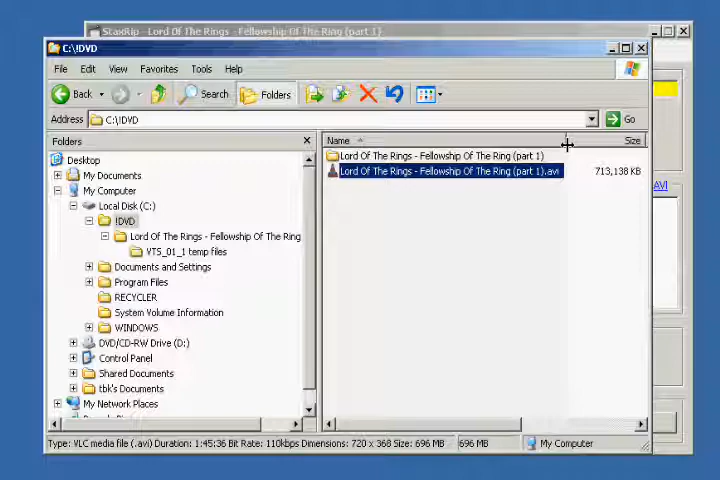 StaxRip - Lord Of The Rings - Fellowship Of The Ring (part 1)
C:\!DVD
File Edit View Favorites Tools Help
Back Search Folders
Address C:\!DVD Go
Folders Name Size
Desktop Lord Of The Rings - Fellowship Of The Ring (part 1)
My Documents Lord Of The Rings - Fellowship Of The Ring (part 1).avi 713,138 KB
AVI
My Computer
Local Disk (C:)
!DVD
Lord Of The Rings - Fellowship Of The Ring
VTS_01_1 temp files
Documents and Settings
Program Files
RECYCLER
System Volume Information
WINDOWS
DVD/CD-RW Drive (D:)
Control Panel
Shared Documents
tbk's Documents
My Network Places
Type: VLC media file (.avi) Duration: 1:45:36 Bit Rate: 110kbps Dimensions: 720 x 368 Size: 696 MB 696 MB My Computer